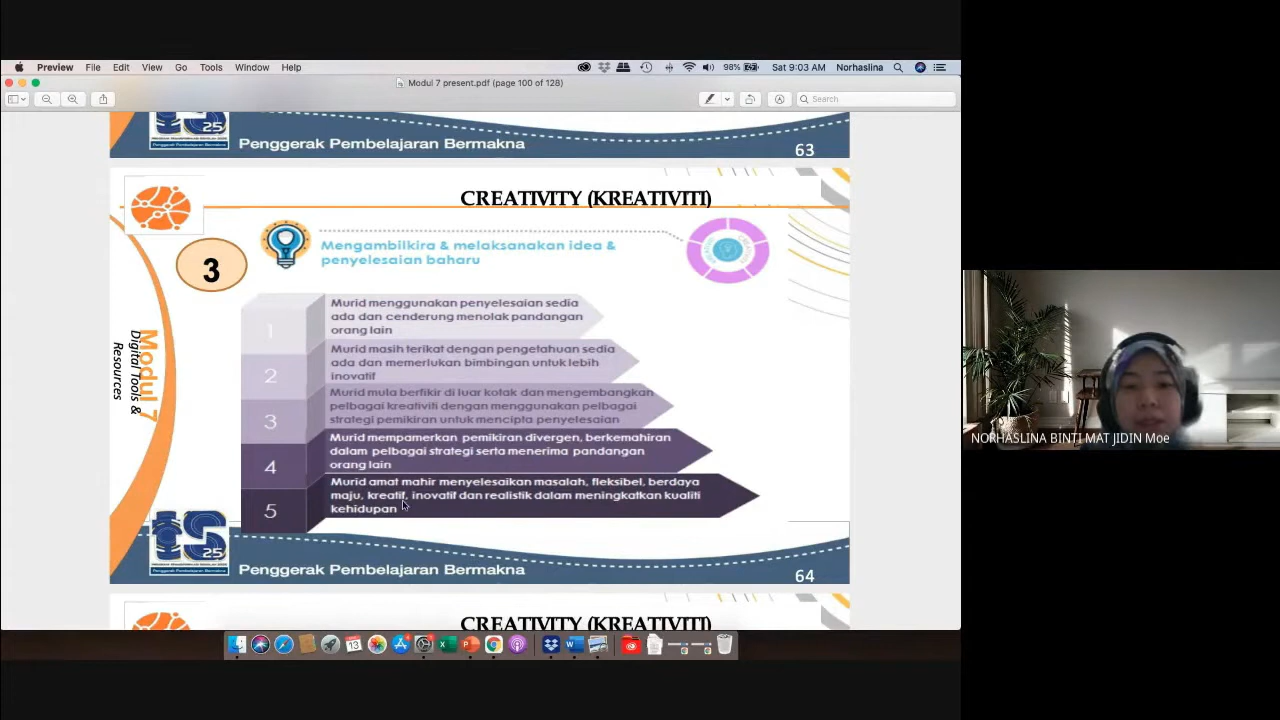 Preview File Edit View Go Tools Window Help
98% Sat 9:03 AM Norhaslina
Modul 7 present.pdf (page 100 of 128)
Search
25
Penggerak Pembelajaran Bermakna
63
CREATIVITY (KREATIVITI)
3
Mengambilkira & melaksanakan idea &
penyelesaian baharu
Modul 7
Digital Tools &
Resources
1
Murid menggunakan penyelesaian sedia
ada dan cenderung menolak pandangan
orang lain
2
Murid masih terikat dengan pengetahuan sedia
ada dan memerlukan bimbingan untuk lebih
inovatif
3
Murid mula berfikir di luar kotak dan mengembangkan
pelbagai kreativiti dengan menggunakan pelbagai
strategi pemikiran untuk mencipta penyelesaian
4
Murid mempamerkan pemikiran divergen, berkemahiran
dalam pelbagai strategi serta menerima pandangan
orang lain
5
Murid amat mahir menyelesaikan masalah, fleksibel, berdaya
maju, kreatif, inovatif dan realistik dalam meningkatkan kualiti
kehidupan
ts
25
Penggerak Pembelajaran Bermakna
64
CREATIVITY (KREATIVITI)
NORHASLINA BINTI MAT JIDIN Moe